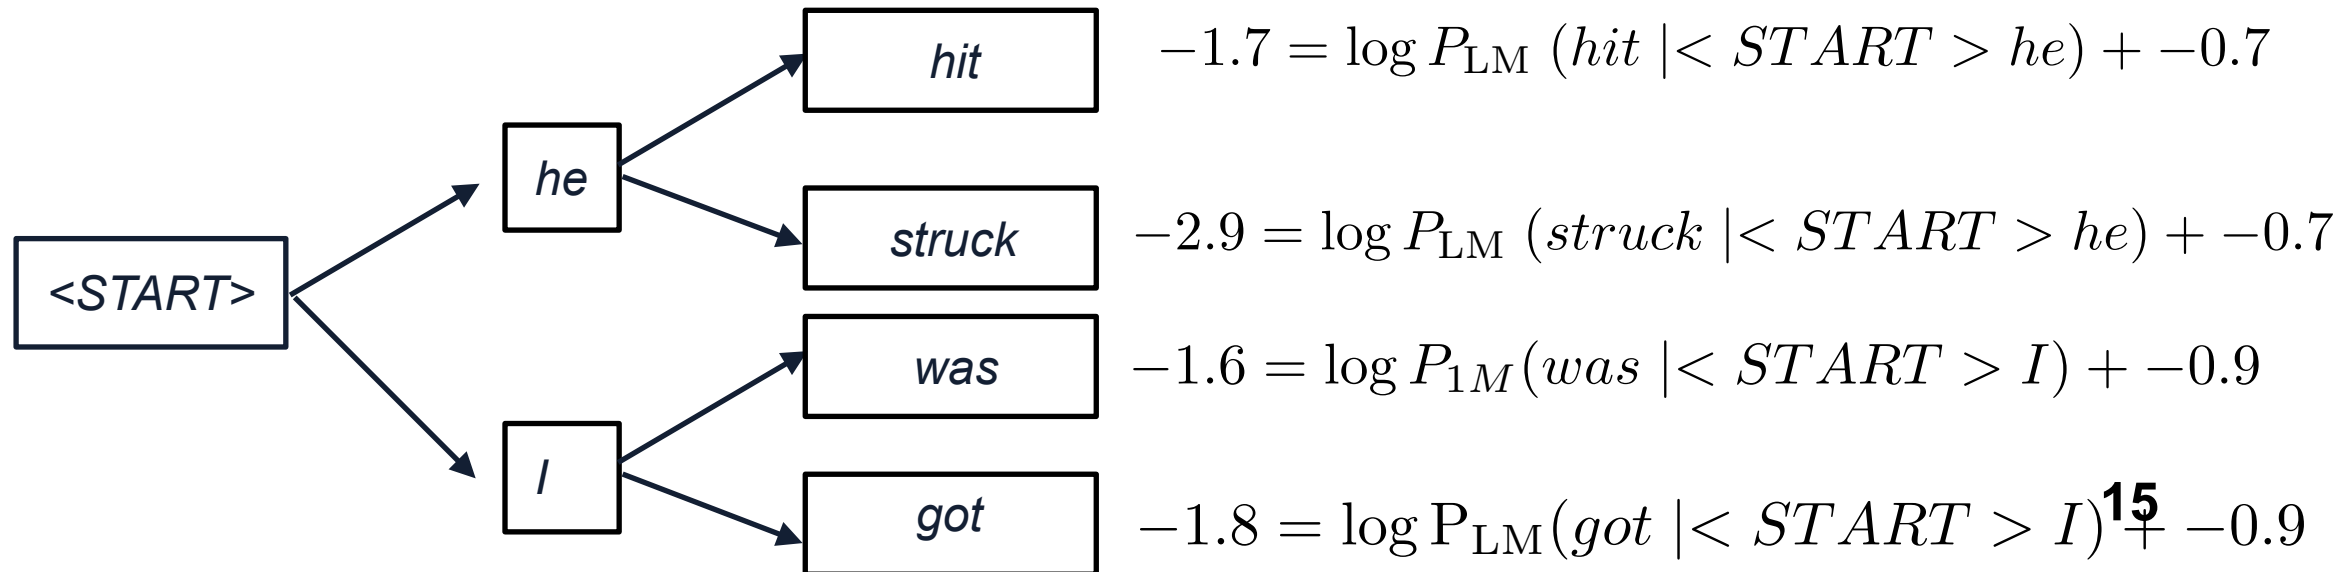 hit
−1.7 = log P_LM (hit |< START > he) + −0.7
he
struck
−2.9 = log P_LM (struck |< START > he) + −0.7
<START>
was
−1.6 = log P_1M(was |< START > I) + −0.9
I
got
−1.8 = log P_LM(got |< START > I) + −0.9
15